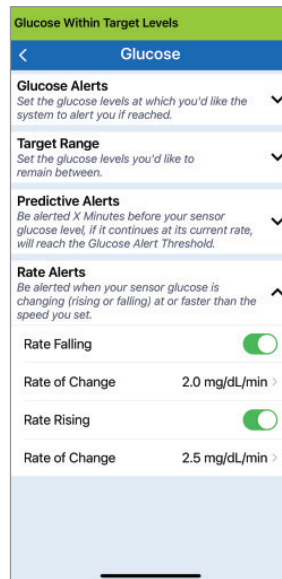 Glucose Within Target Levels
Glucose
Glucose Alerts
Set the glucose levels at which you'd like the
system to alert you if reached.
Target Range
Set the glucose levels you'd like to
remain between.
Predictive Alerts
Be alerted X Minutes before your sensor
glucose level, if it continues at its current rate,
will reach the Glucose Alert Threshold.
Rate Alerts
Be alerted when your sensor glucose is
changing (rising or falling) at or faster than the
speed you set.
Rate Falling
Rate of Change 2.0 mg/dL/min
Rate Rising
Rate of Change 2.5 mg/dL/min